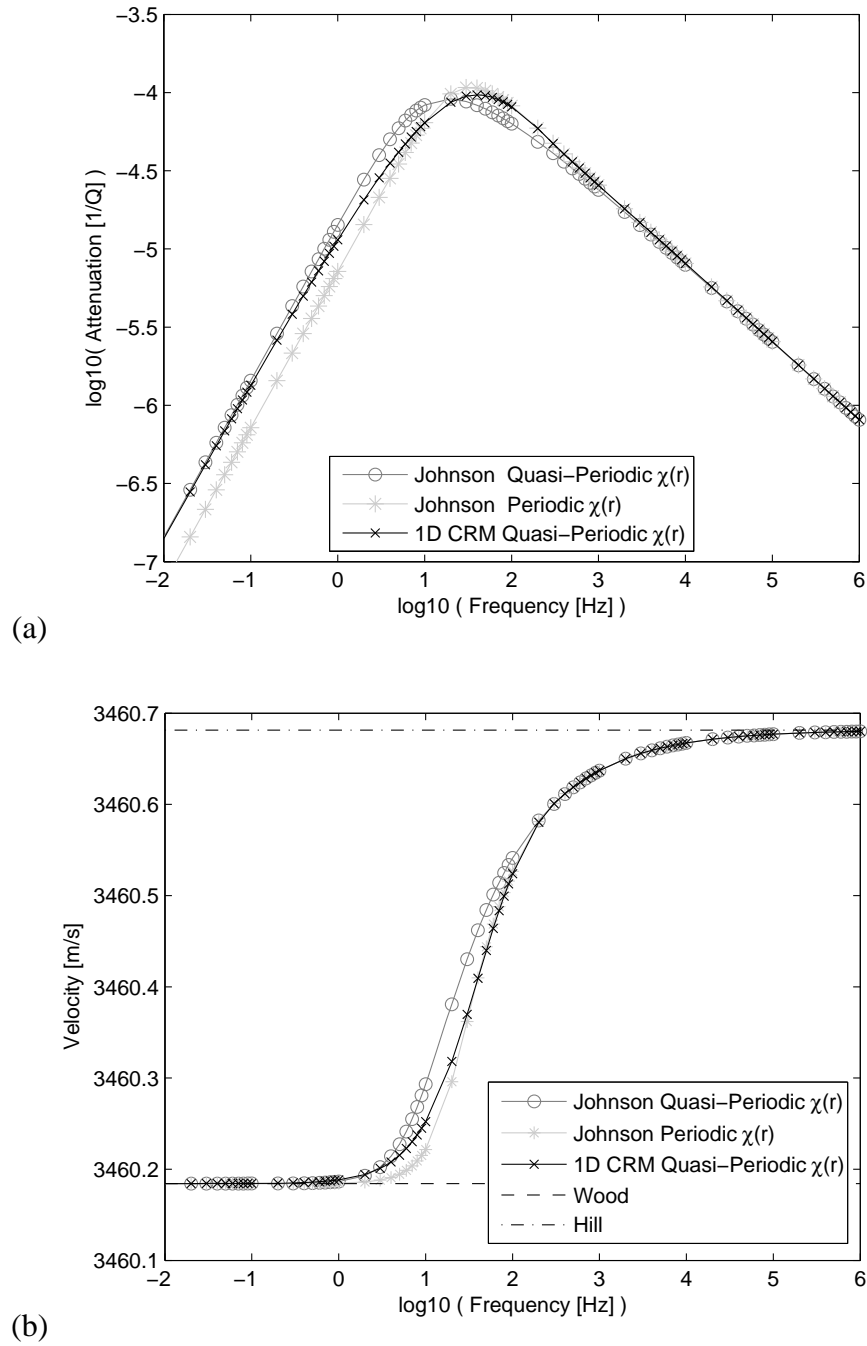 −3.5
−4
−4.5
−5
−5.5
−6
−6.5
−7
log10( Attenuation [1/Q] )
Johnson Quasi−Periodic χ(r)
Johnson Periodic χ(r)
1D CRM Quasi−Periodic χ(r)
−2 −1 0 1 2 3 4 5 6
log10 ( Frequency [Hz] )
(a)
3460.7
3460.6
3460.5
3460.4
3460.3
3460.2
3460.1
Velocity [m/s]
Johnson Quasi−Periodic χ(r)
Johnson Periodic χ(r)
1D CRM Quasi−Periodic χ(r)
Wood
Hill
−2 −1 0 1 2 3 4 5 6
log10 ( Frequency [Hz] )
(b)